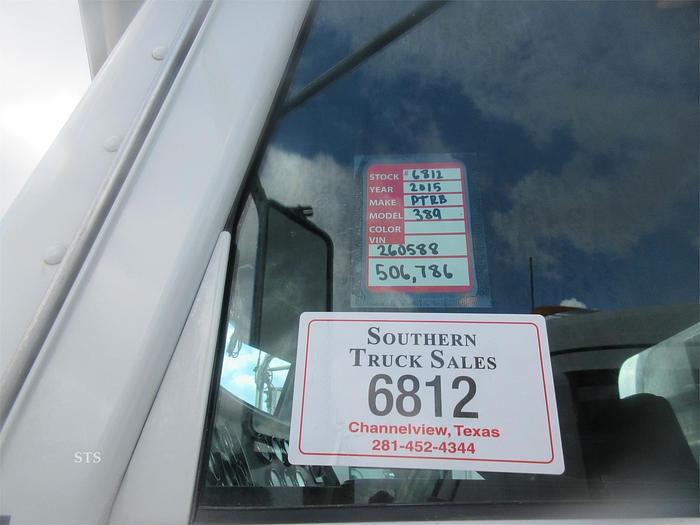 STOCK # 6812
YEAR 2015
MAKE PTRB
MODEL 389
COLOR
VIN
260588
506,786
SOUTHERN
TRUCK SALES
6812
Channelview, Texas
281-452-4344
STS